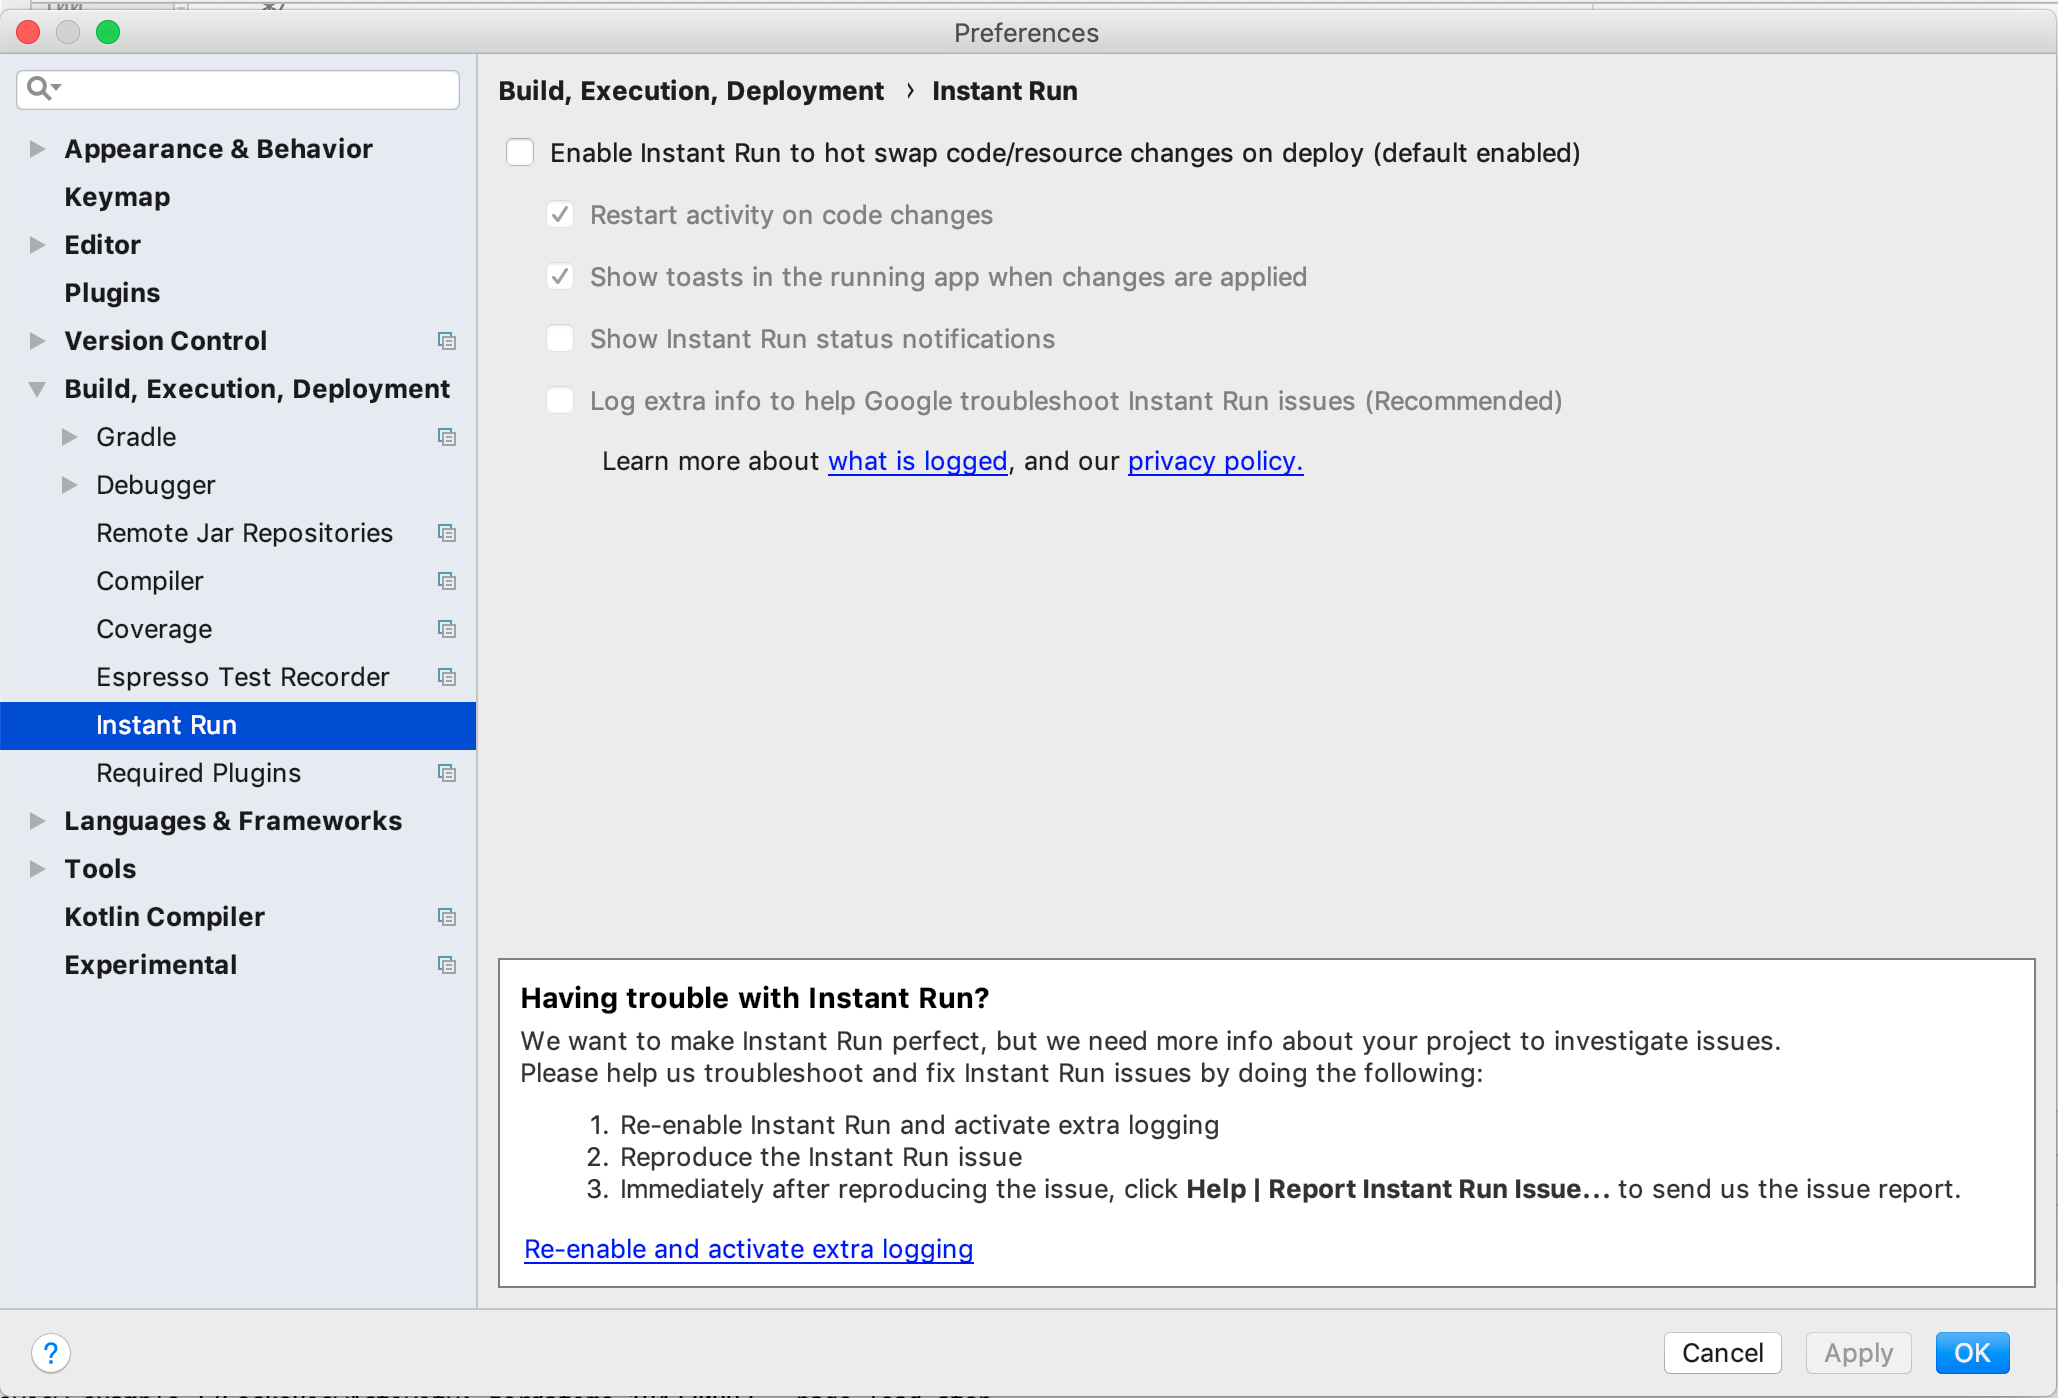 Preferences
Appearance & Behavior
Keymap
Editor
Plugins
Version Control
Build, Execution, Deployment
Gradle
Debugger
Remote Jar Repositories
Compiler
Coverage
Espresso Test Recorder
Instant Run
Required Plugins
Languages & Frameworks
Tools
Kotlin Compiler
Experimental
Build, Execution, Deployment › Instant Run
Enable Instant Run to hot swap code/resource changes on deploy (default enabled)
Restart activity on code changes
Show toasts in the running app when changes are applied
Show Instant Run status notifications
Log extra info to help Google troubleshoot Instant Run issues (Recommended)
Learn more about what is logged, and our privacy policy.
Having trouble with Instant Run?
We want to make Instant Run perfect, but we need more info about your project to investigate issues.
Please help us troubleshoot and fix Instant Run issues by doing the following:
1. Re-enable Instant Run and activate extra logging
2. Reproduce the Instant Run issue
3. Immediately after reproducing the issue, click Help | Report Instant Run Issue... to send us the issue report.
Re-enable and activate extra logging
?
Cancel
Apply
OK